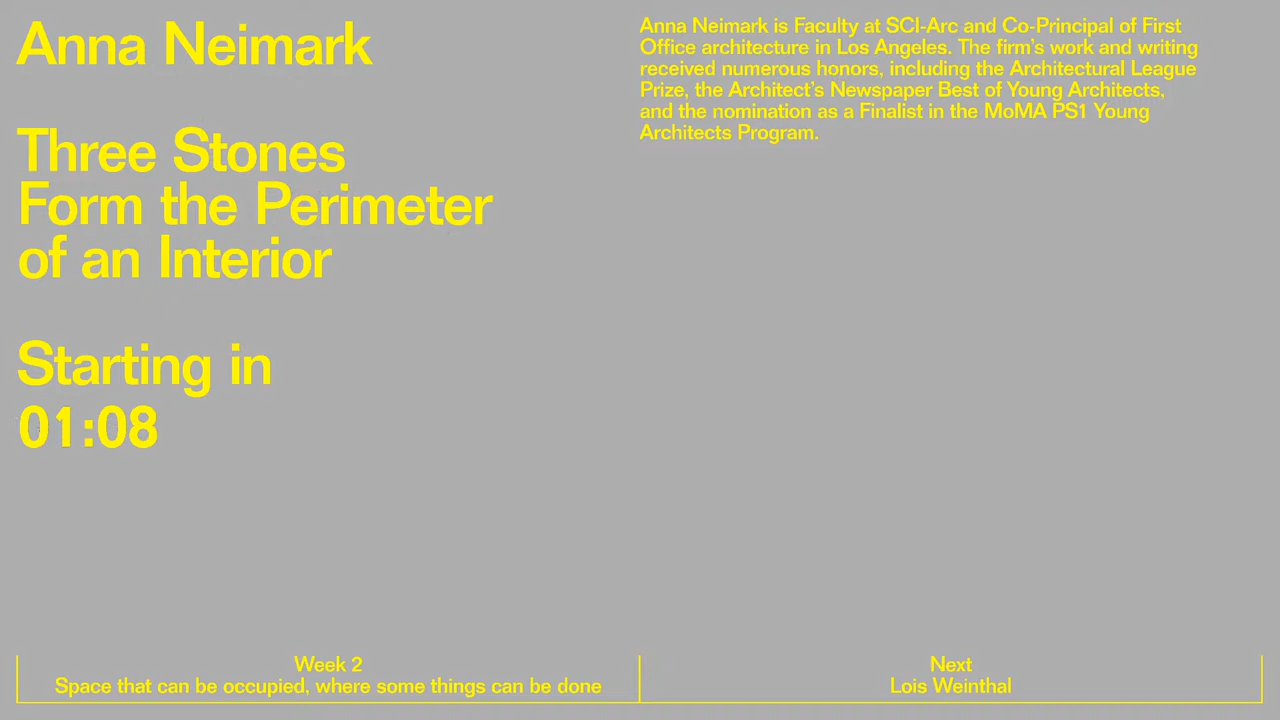 Anna Neimark
Three Stones
Form the Perimeter
of an Interior
Starting in
01:08
Anna Neimark is Faculty at SCI-Arc and Co-Principal of First
Office architecture in Los Angeles. The firm's work and writing
received numerous honors, including the Architectural League
Prize, the Architect's Newspaper Best of Young Architects,
and the nomination as a Finalist in the MoMA PS1 Young
Architects Program.
Week 2
Space that can be occupied, where some things can be done
Next
Lois Weinthal